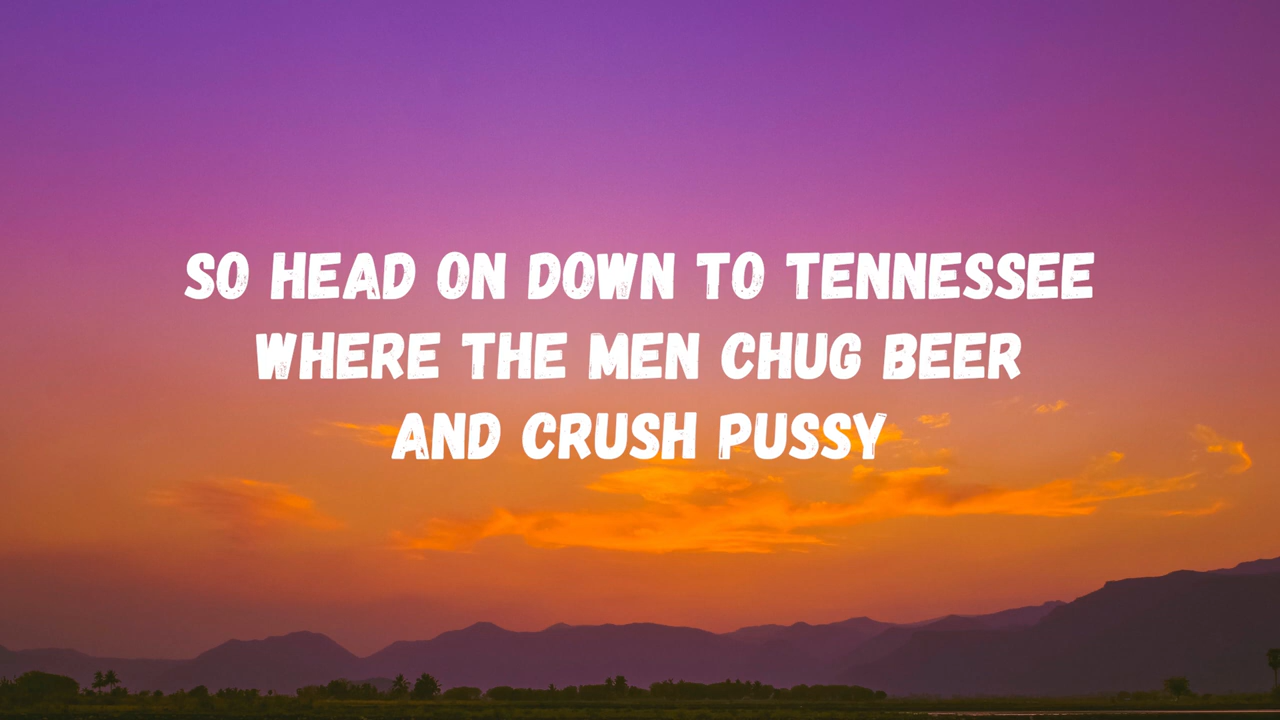 SO HEAD ON DOWN TO TENNESSEE
WHERE THE MEN CHUG BEER
AND CRUSH PUSSY